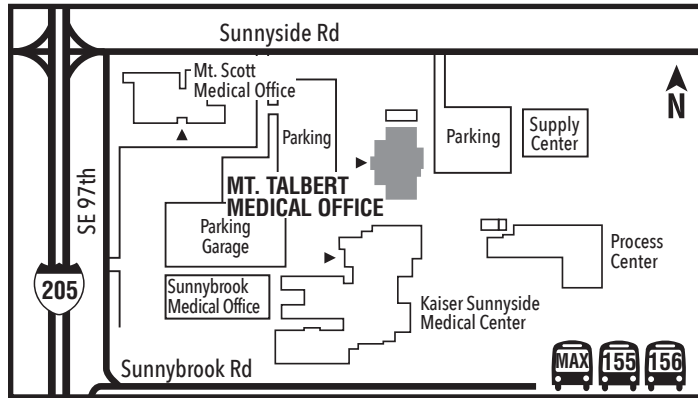 Sunnyside Rd
Mt. Scott
Medical Office
N
Parking
Parking
Supply
Center
SE 97th
MT. TALBERT
MEDICAL OFFICE
Parking
Garage
Process
Center
205
Sunnybrook
Medical Office
Kaiser Sunnyside
Medical Center
Sunnybrook Rd
MAX
155
156